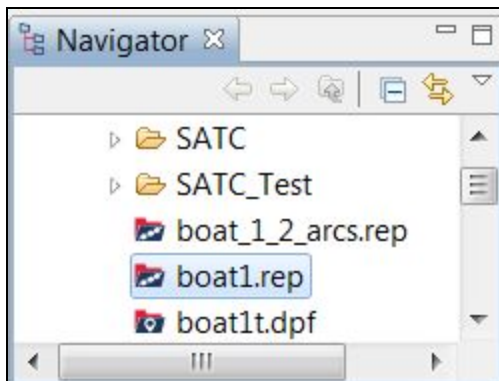 Navigator
SATC
SATC_Test
boat_1_2_arcs.rep
boat1.rep
boat1t.dpf